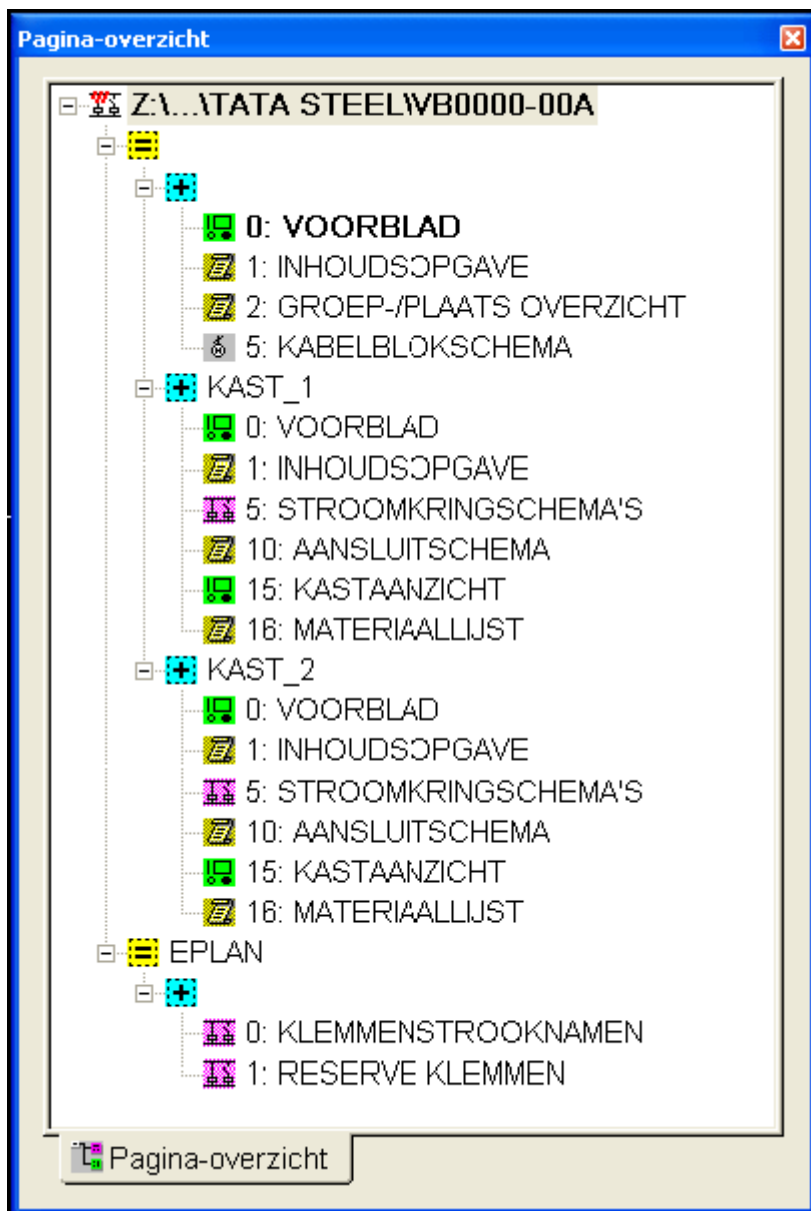 Pagina-overzicht
Z:\...\TATA STEEL\VB0000-00A
0: VOORBLAD
1: INHOUDSOPGAVE
2: GROEP-/PLAATS OVERZICHT
5: KABELBLOKSCHEMA
KAST_1
0: VOORBLAD
1: INHOUDSOPGAVE
5: STROOMKRINGSCHEMA'S
10: AANSLUITSCHEMA
15: KASTAANZICHT
16: MATERIAALLIJST
KAST_2
0: VOORBLAD
1: INHOUDSOPGAVE
5: STROOMKRINGSCHEMA'S
10: AANSLUITSCHEMA
15: KASTAANZICHT
16: MATERIAALLIJST
EPLAN
0: KLEMMENSTROOKNAMEN
1: RESERVE KLEMMEN
Pagina-overzicht